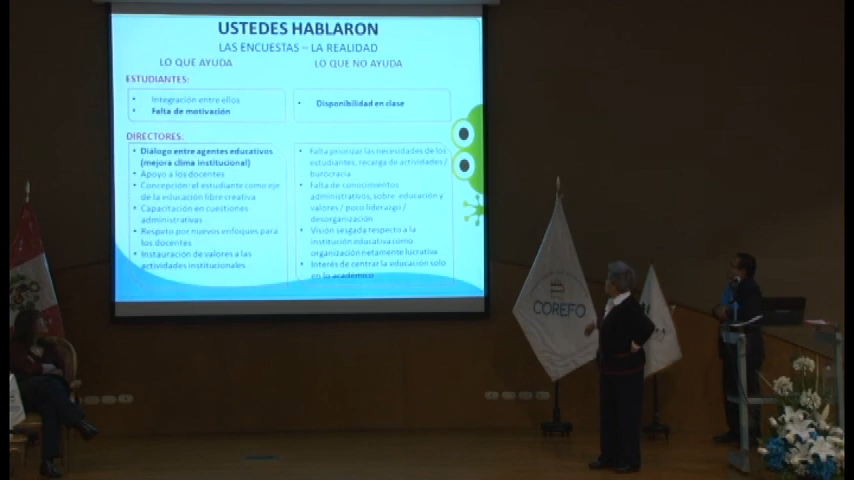 USTEDES HABLARON
LAS ENCUESTAS – LA REALIDAD
LO QUE AYUDA
LO QUE NO AYUDA
ESTUDIANTES:
• Integración entre ellos
• Falta de motivación
• Disponibilidad en clase
DIRECTORES:
• Diálogo entre agentes educativos
(mejora clima institucional)
• Apoyo a los docentes
• Concepción: el estudiante como eje
de la educación libre creativa
• Capacitación en cuestiones
administrativas
• Respeto por nuevos enfoques para
los docentes
• Instauración de valores a las
actividades institucionales
• Falta priorizar las necesidades de los
estudiantes, recarga de actividades /
burocracia
• Falta de conocimientos
administrativos, sobre educación y
valores / poco liderazgo /
desorganización
• Visión sesgada respecto a la
institución educativa como
organización netamente lucrativa
• Interés de centrar la educación solo
en lo académico
COREFO